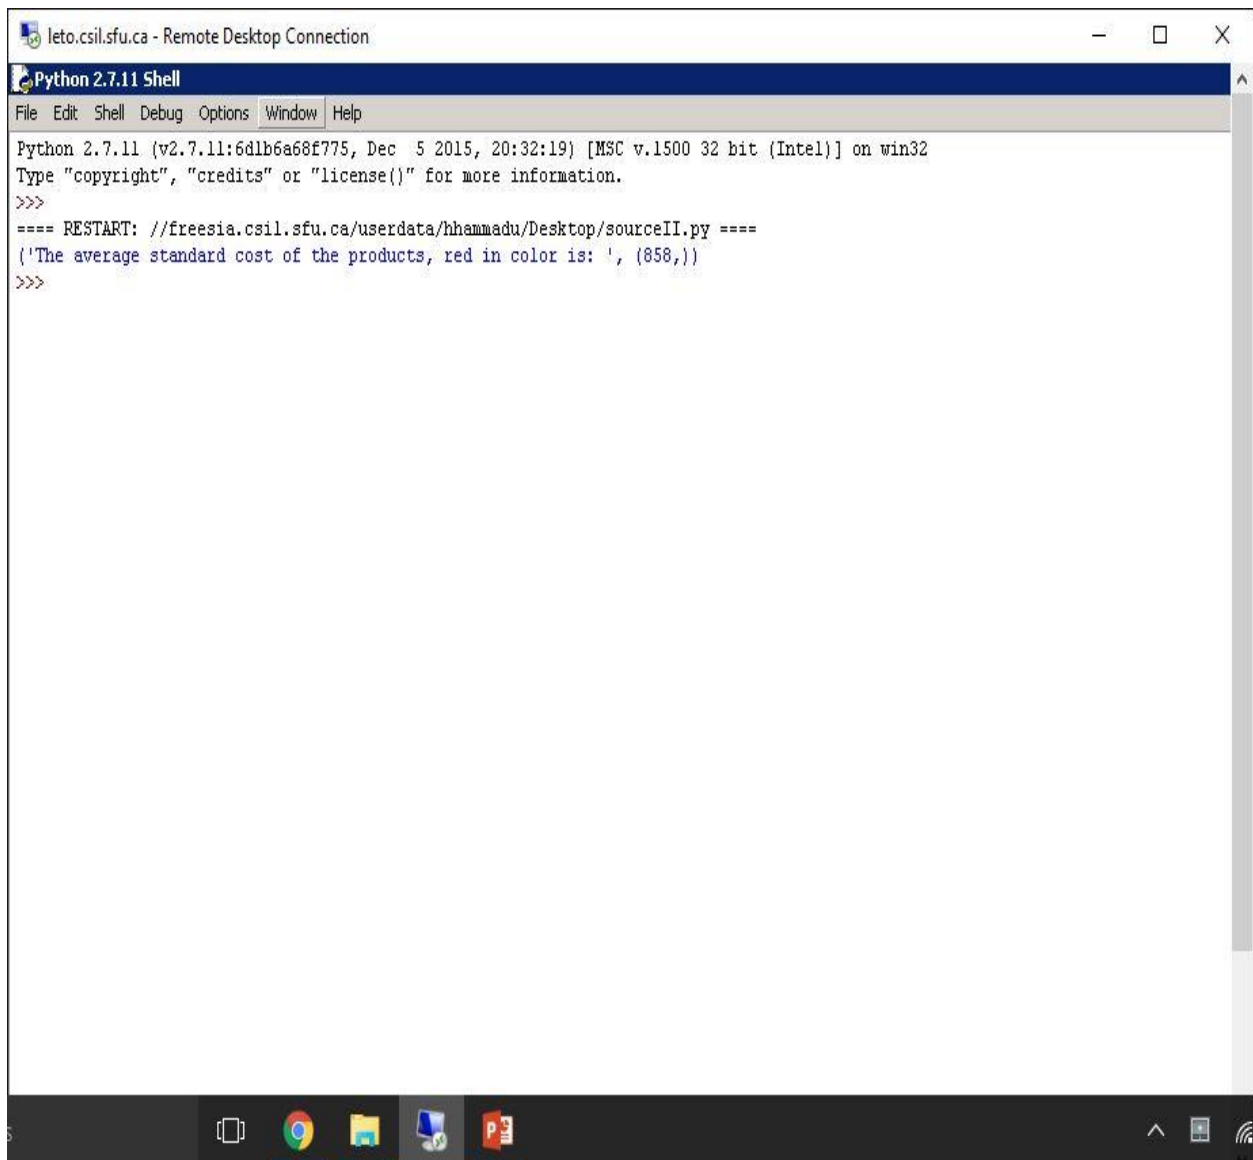 leto.csil.sfu.ca - Remote Desktop Connection
Python 2.7.11 Shell
File Edit Shell Debug Options Window Help
Python 2.7.11 (v2.7.11:6d1b6a68f775, Dec  5 2015, 20:32:19) [MSC v.1500 32 bit (Intel)] on win32
Type "copyright", "credits" or "license()" for more information.
>>>
==== RESTART: //freesia.csil.sfu.ca/userdata/hhammadu/Desktop/sourceII.py ====
('The average standard cost of the products, red in color is: ', (858,))
>>>